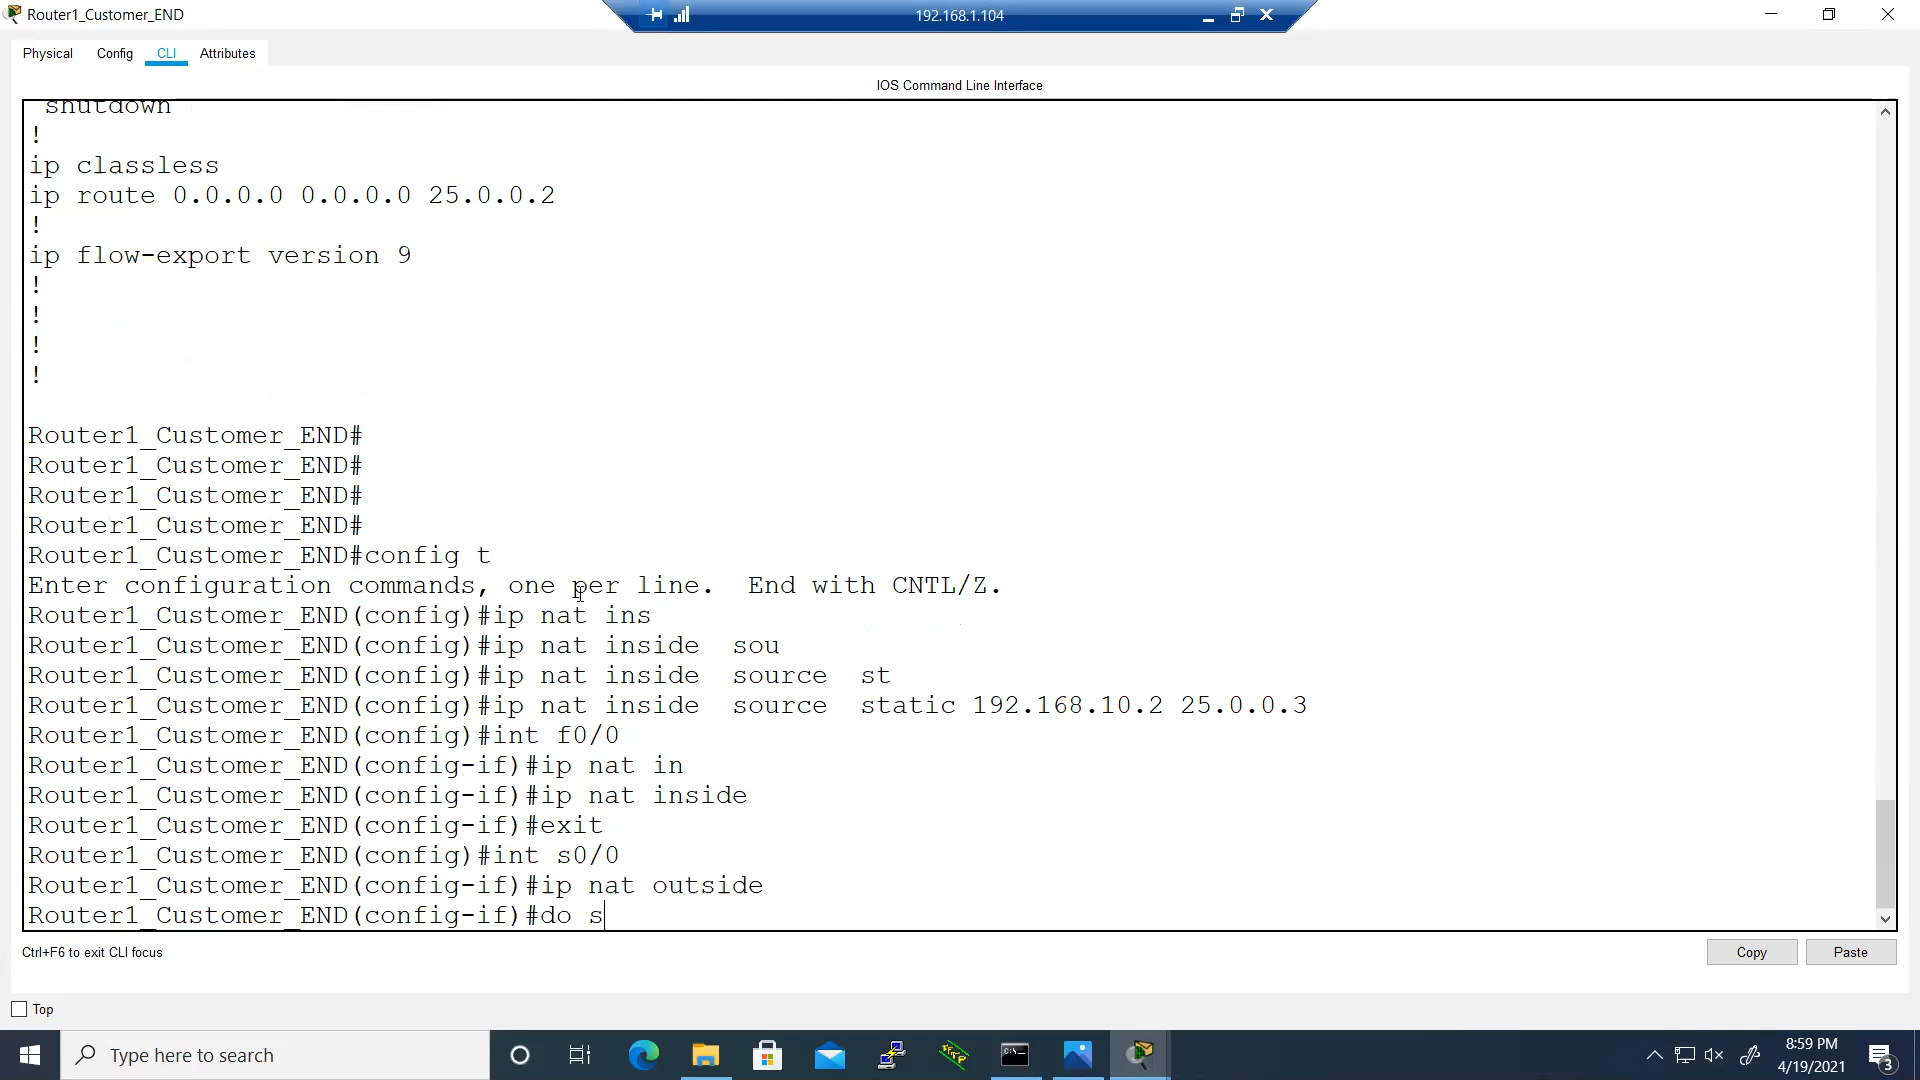 Router1_Customer_END
192.168.1.104
Physical Config CLI Attributes
IOS Command Line Interface
shutdown
!
ip classless
ip route 0.0.0.0 0.0.0.0 25.0.0.2
!
ip flow-export version 9
!
!
!
!
Router1_Customer_END#
Router1_Customer_END#
Router1_Customer_END#
Router1_Customer_END#
Router1_Customer_END#config t
Enter configuration commands, one per line.  End with CNTL/Z.
Router1_Customer_END(config)#ip nat ins
Router1_Customer_END(config)#ip nat inside  sou
Router1_Customer_END(config)#ip nat inside  source  st
Router1_Customer_END(config)#ip nat inside  source  static 192.168.10.2 25.0.0.3
Router1_Customer_END(config)#int f0/0
Router1_Customer_END(config-if)#ip nat in
Router1_Customer_END(config-if)#ip nat inside
Router1_Customer_END(config-if)#exit
Router1_Customer_END(config)#int s0/0
Router1_Customer_END(config-if)#ip nat outside
Router1_Customer_END(config-if)#do s
Ctrl+F6 to exit CLI focus
Copy Paste
Top
Type here to search
8:59 PM
4/19/2021
3